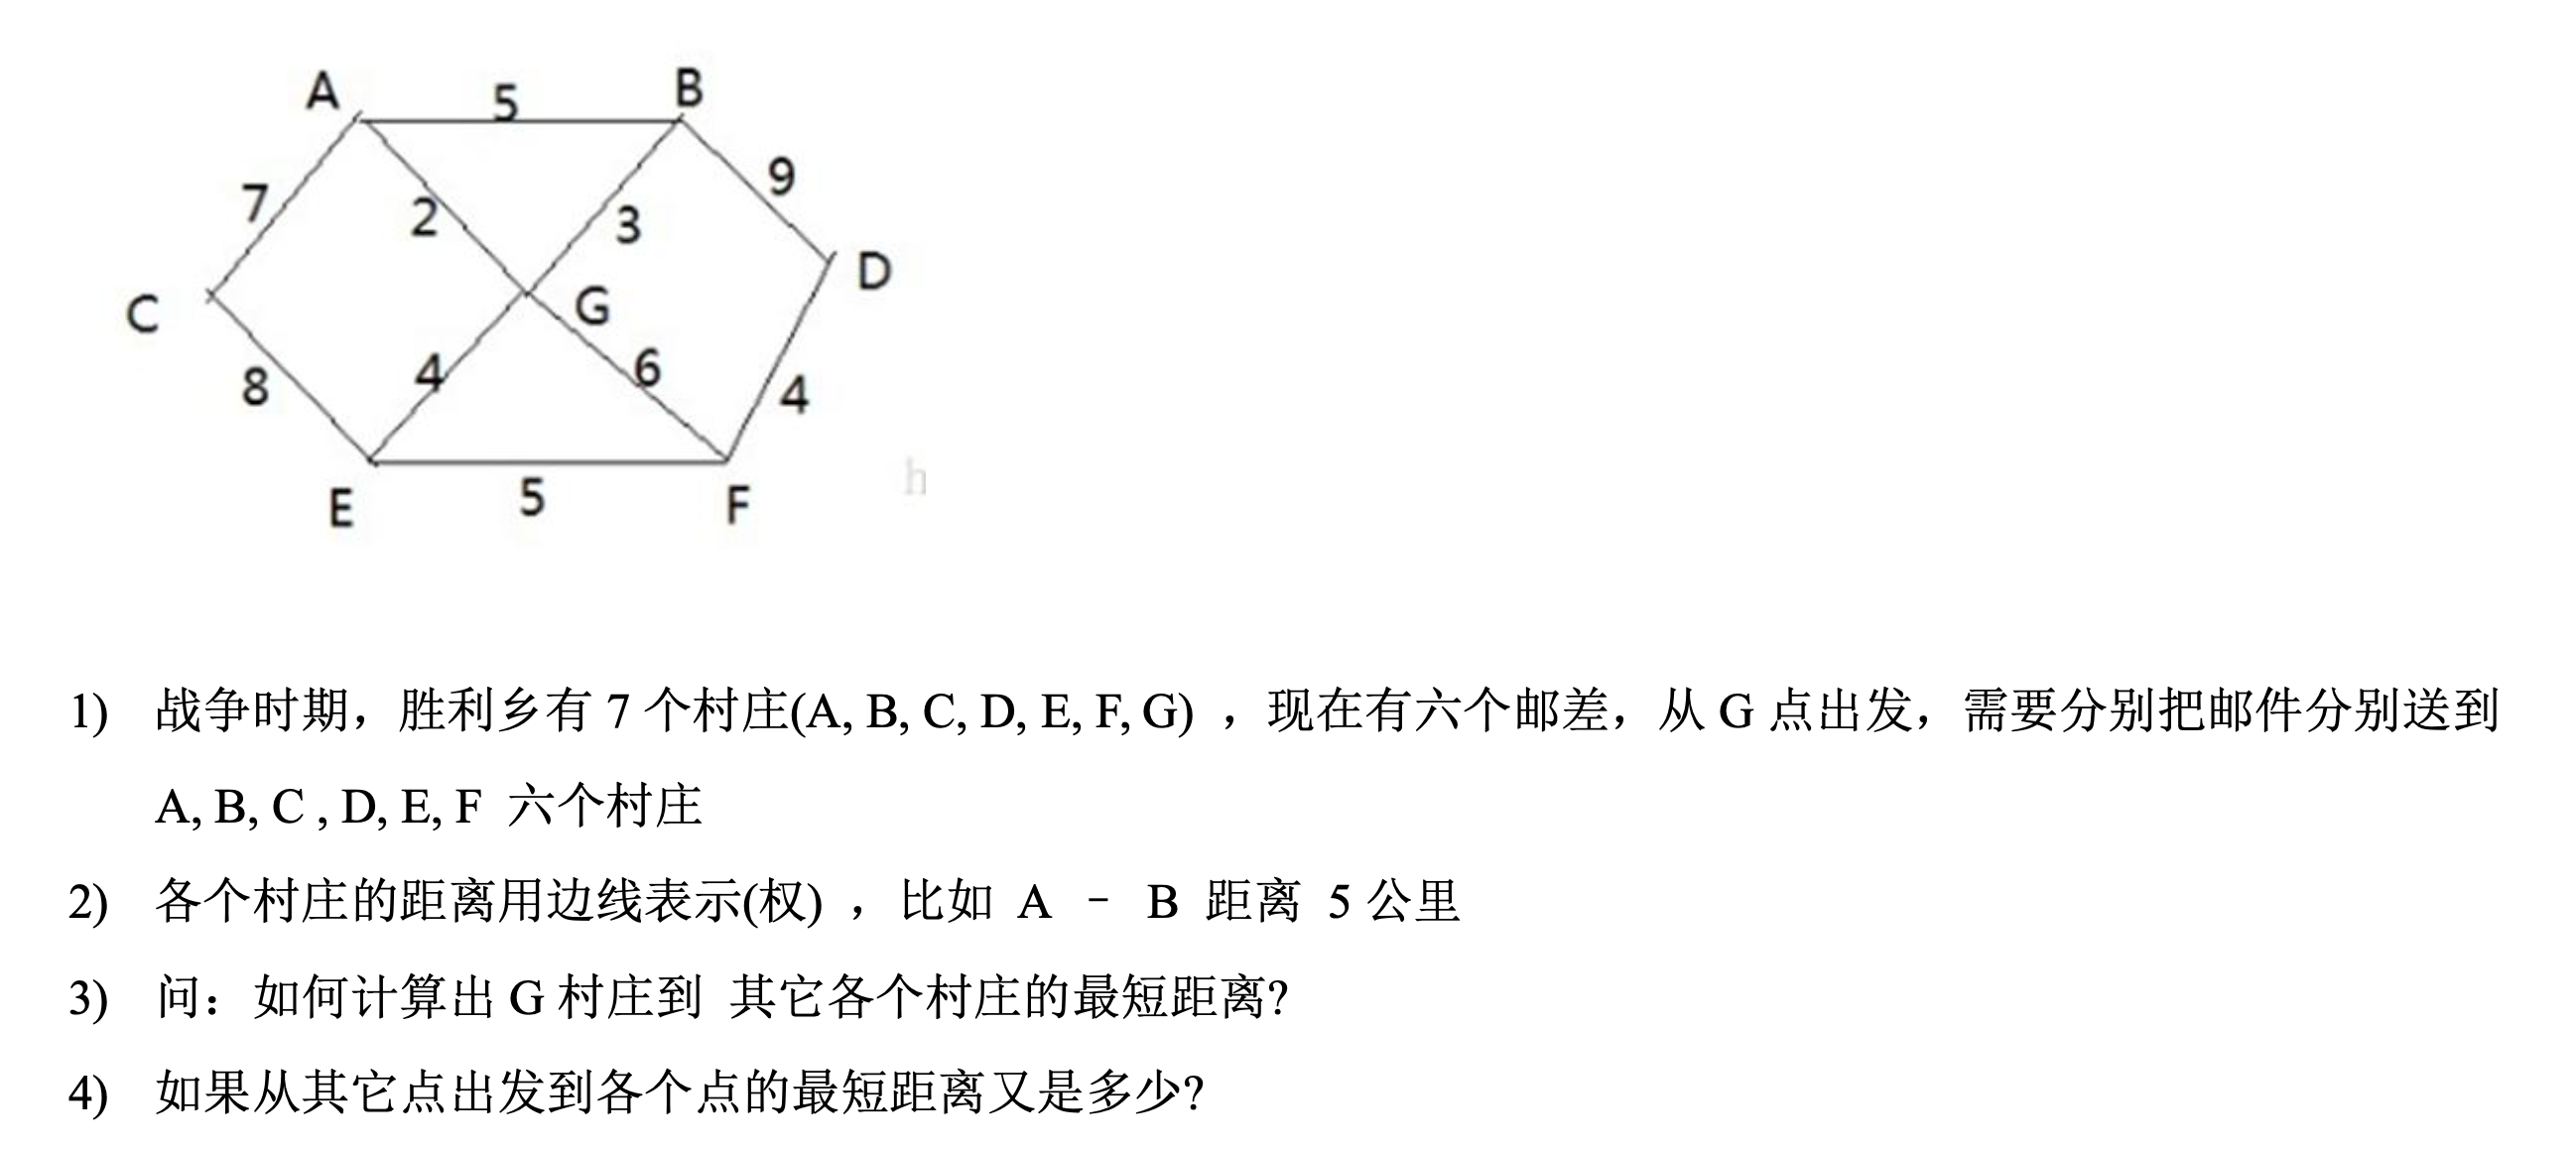 A 5 B
9
7
2 3
D
C G
4 6
8 4
h
E 5 F
1) 战争时期，胜利乡有 7 个村庄(A, B, C, D, E, F, G) ，现在有六个邮差，从 G 点出发，需要分别把邮件分别送到
A, B, C , D, E, F 六个村庄
2) 各个村庄的距离用边线表示(权) ，比如 A – B 距离 5 公里
3) 问：如何计算出 G 村庄到 其它各个村庄的最短距离?
4) 如果从其它点出发到各个点的最短距离又是多少?